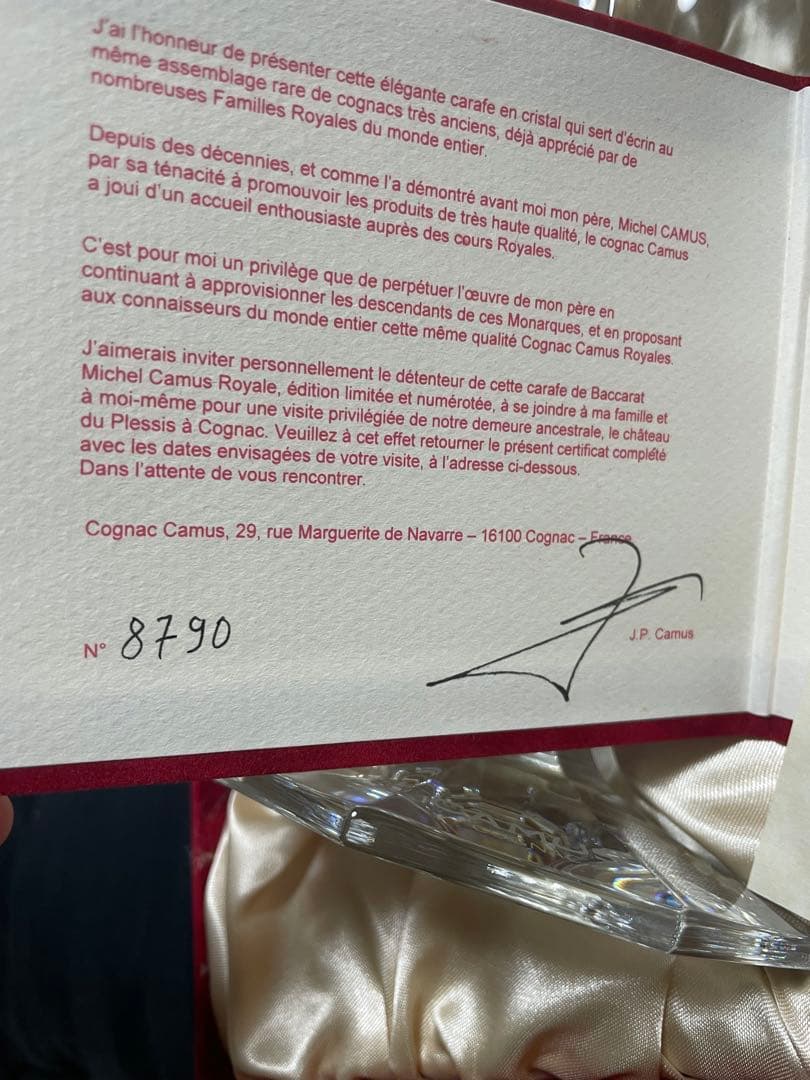 J'ai l'honneur de présenter cette élégante carafe en cristal qui sert d'écrin au
même assemblage rare de cognacs très anciens, déjà apprécié par de
nombreuses Familles Royales du monde entier.
Depuis des décennies, et comme l'a démontré avant moi mon père, Michel CAMUS,
par sa ténacité à promouvoir les produits de très haute qualité, le cognac Camus
a joui d'un accueil enthousiaste auprès des cours Royales.
C'est pour moi un privilège que de perpétuer l'œuvre de mon père en
continuant à approvisionner les descendants de ces Monarques, et en proposant
aux connaisseurs du monde entier cette même qualité Cognac Camus Royales.
J'aimerais inviter personnellement le détenteur de cette carafe de Baccarat
Michel Camus Royale, édition limitée et numérotée, à se joindre à ma famille et
à moi-même pour une visite privilégiée de notre demeure ancestrale, le château
du Plessis à Cognac. Veuillez à cet effet retourner le présent certificat complété
avec les dates envisagées de votre visite, à l'adresse ci-dessous.
Dans l'attente de vous rencontrer.
Cognac Camus, 29, rue Marguerite de Navarre – 16100 Cognac – France
N° 8790
J.P. Camus